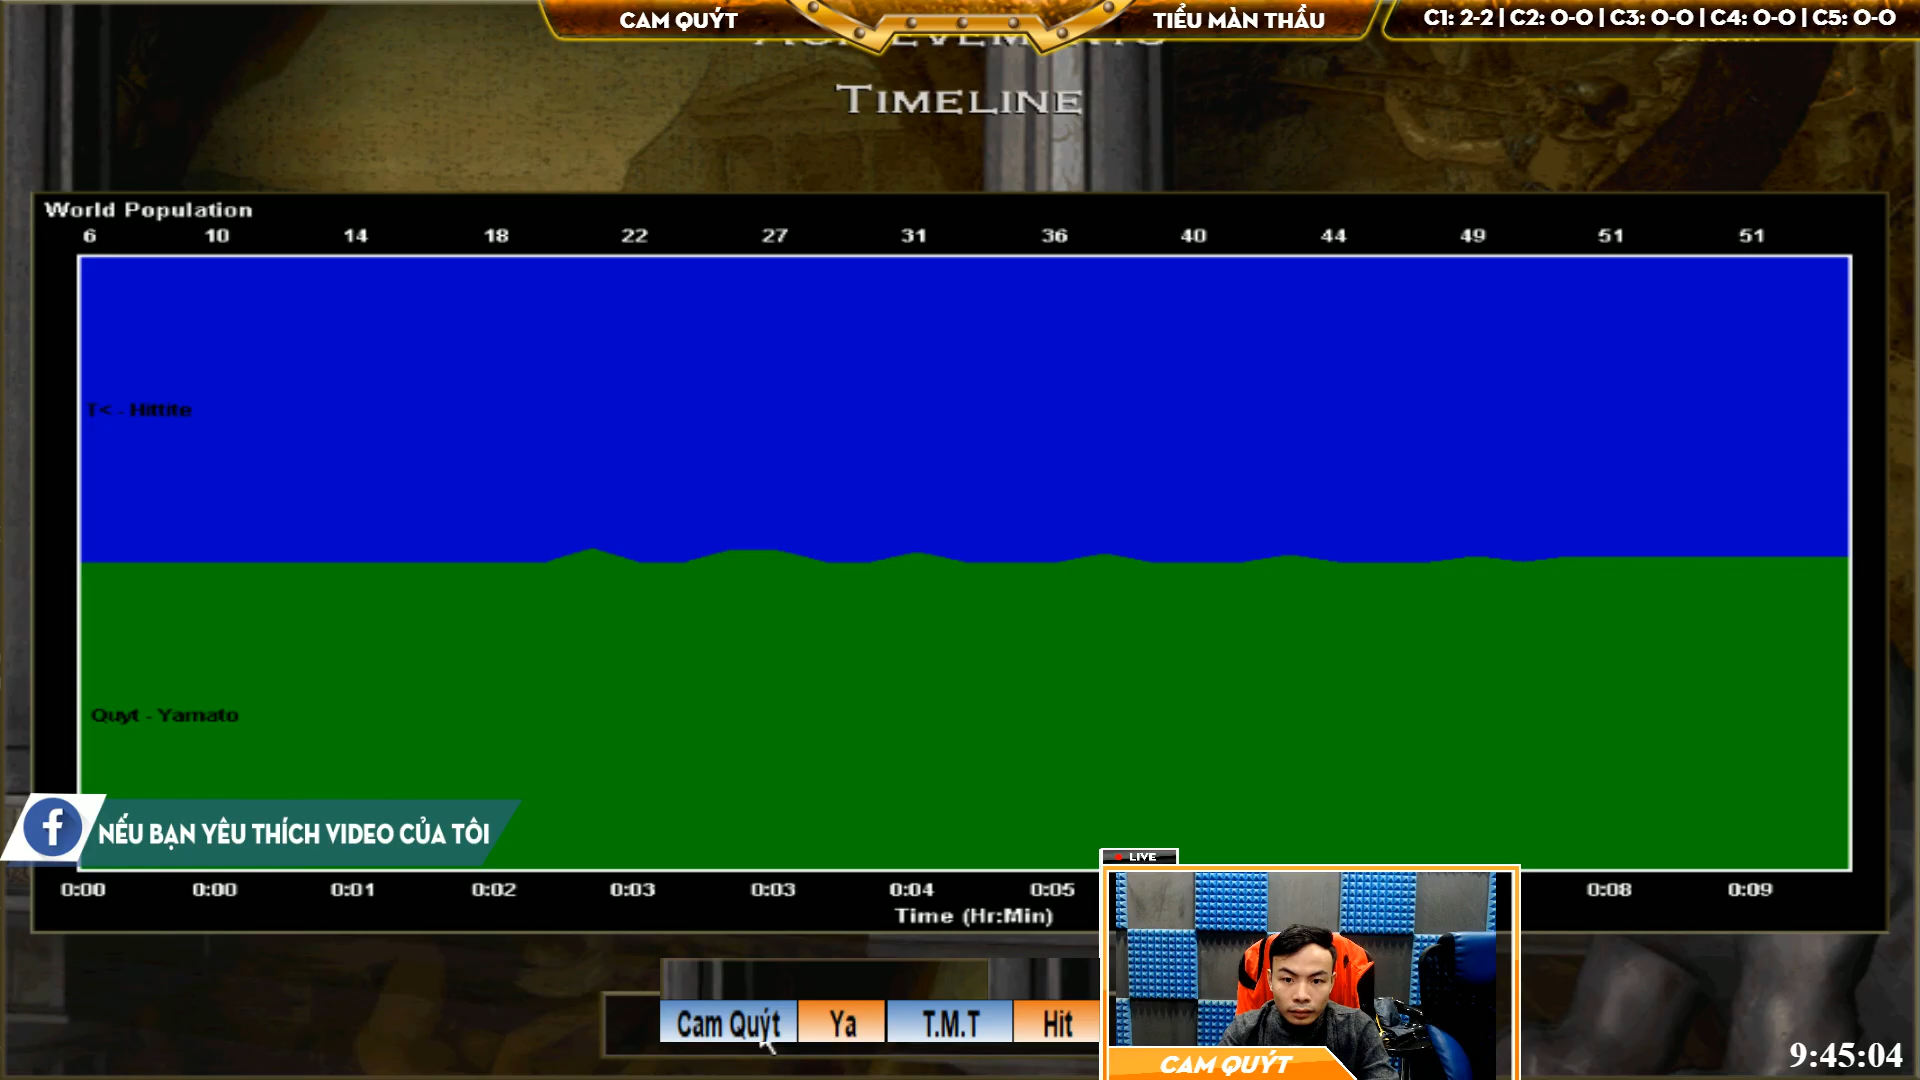 CAM QUÝT
TIỂU MÀN THẦU
C1: 2-2 | C2: 0-0 | C3: 0-0 | C4: 0-0 | C5: 0-0
ACHIEVEMENTS
TIMELINE
World Population
6 10 14 18 22 27 31 36 40 44 49 51 51
T< - Hittite
Quyt - Yamato
NẾU BẠN YÊU THÍCH VIDEO CỦA TÔI
0:00 0:00 0:01 0:02 0:03 0:03 0:04 0:05 0:08 0:09
Time (Hr:Min)
LIVE
Cam Quýt Ya T.M.T Hit
CAM QUÝT
9:45:04